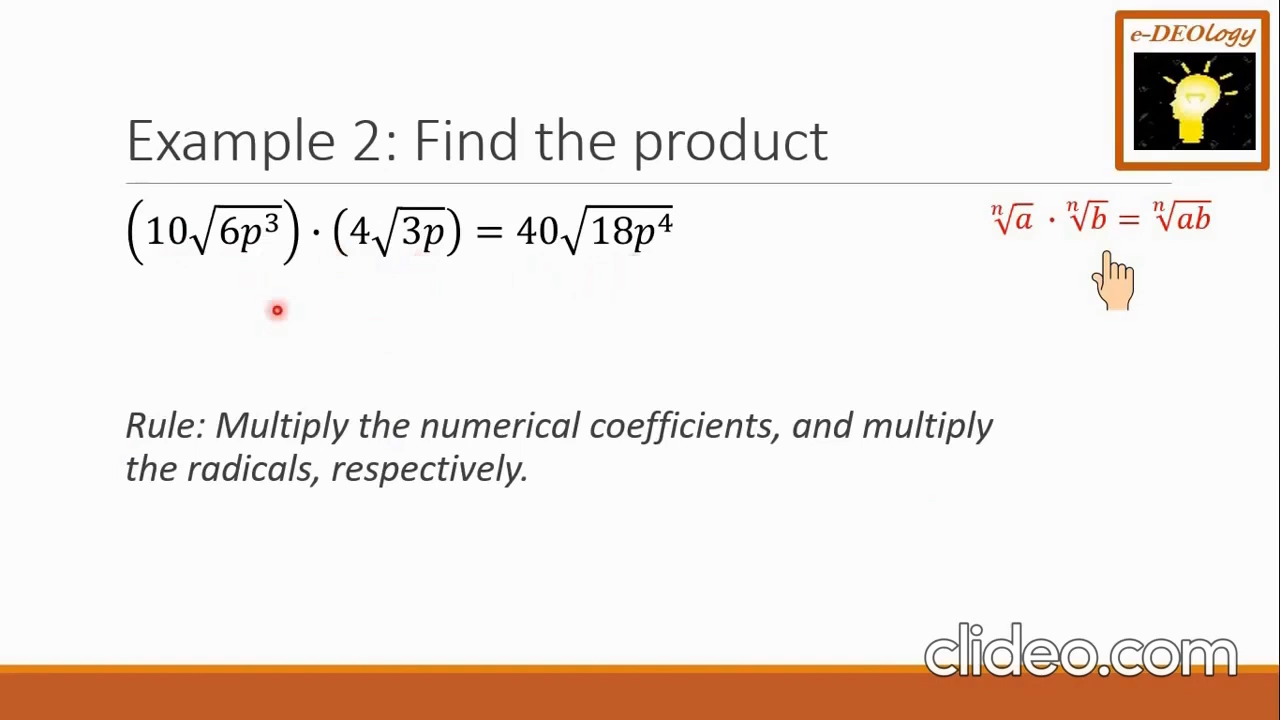 e-DEOlogy
Example 2: Find the product
(10√6p³) · (4√3p) = 40√18p⁴
ⁿ√a · ⁿ√b = ⁿ√ab
Rule: Multiply the numerical coefficients, and multiply
the radicals, respectively.
clideo.com